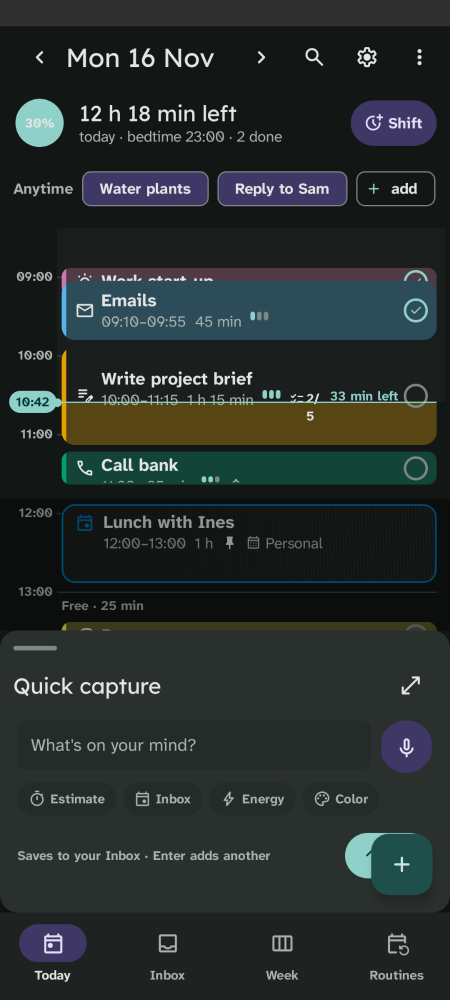 Mon 16 Nov
30%
12 h 18 min left
today · bedtime 23:00 · 2 done
Shift
Anytime
Water plants
Reply to Sam
+ add
09:00
Work start-up
Emails
09:10–09:55 45 min
10:00
Write project brief
10:00–11:15 1 h 15 min
2/5
33 min left
10:42
11:00
Call bank
12:00
Lunch with Ines
12:00–13:00 1 h
Personal
13:00
Free · 25 min
Quick capture
What's on your mind?
Estimate
Inbox
Energy
Color
Saves to your Inbox · Enter adds another
Today
Inbox
Week
Routines